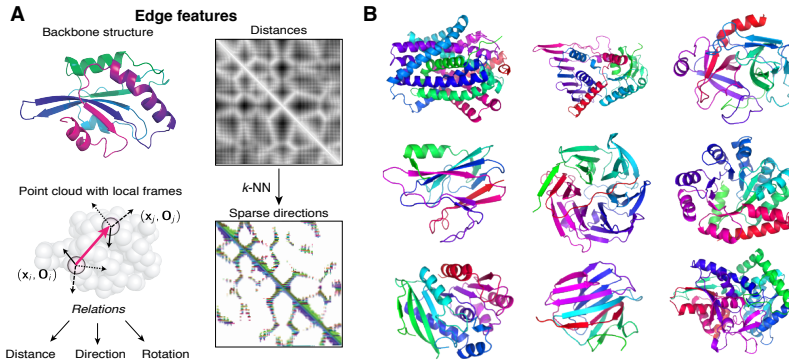 A
Edge features
Backbone structure
Distances
k-NN
Point cloud with local frames
(x_j, O_j)
(x_i, O_i)
Relations
Distance Direction Rotation
Sparse directions
B